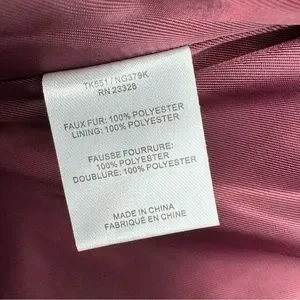 TK651 / NG379K
RN 23328
FAUX FUR: 100% POLYESTER
LINING: 100% POLYESTER
FAUSSE FOURRURE:
100% POLYESTER
DOUBLURE: 100% POLYESTER
MADE IN CHINA
FABRIQUÉ EN CHINE